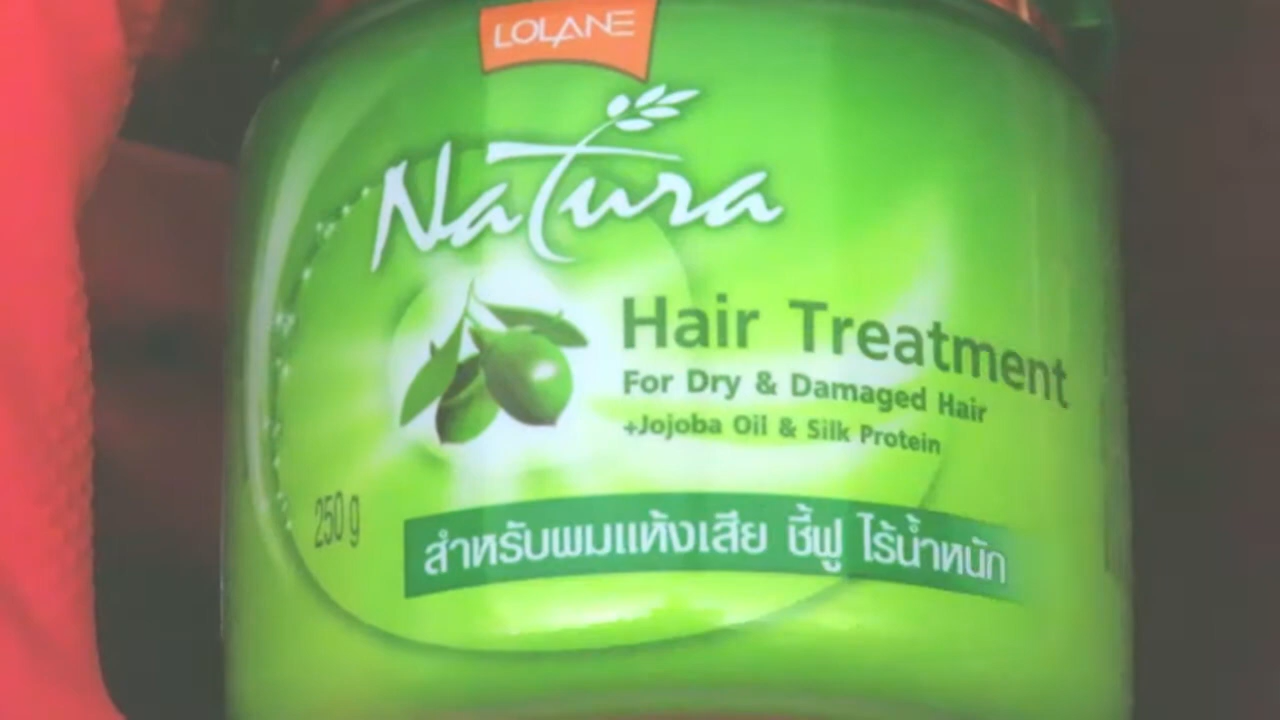 LOLANE
Natura
Hair Treatment
For Dry & Damaged Hair
+Jojoba Oil & Silk Protein
250 g
สำหรับผมแห้งเสีย ชี้ฟู ไร้น้ำหนัก